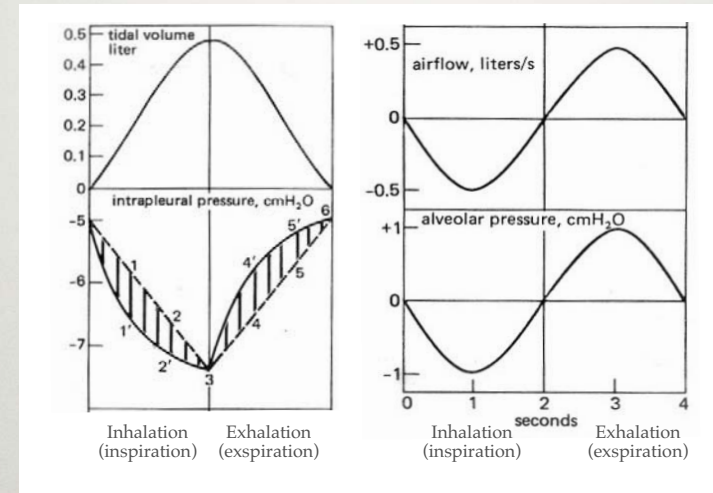 0.5
tidal volume
liter
0.4
0.3
0.2
0.1
0
intrapleural pressure, cmH₂O
-5
-6
-7
1
2
1'
2'
3
4'
5'
6
5
4
Inhalation
(inspiration)
Exhalation
(exspiration)
+0.5
airflow, liters/s
0
-0.5
alveolar pressure, cmH₂O
+1
0
-1
0 1 2 3 4
seconds
Inhalation
(inspiration)
Exhalation
(exspiration)